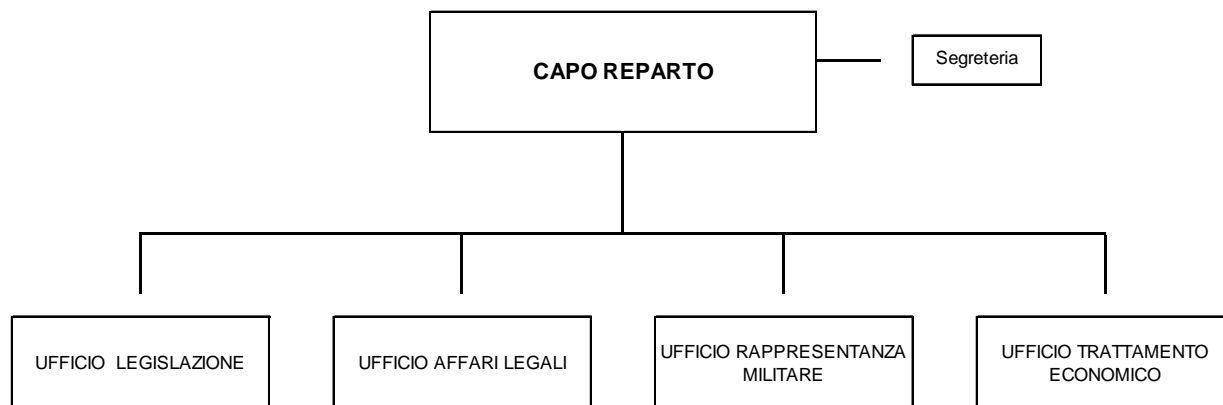 CAPO REPARTO
Segreteria
UFFICIO LEGISLAZIONE
UFFICIO AFFARI LEGALI
UFFICIO RAPPRESENTANZA
MILITARE
UFFICIO TRATTAMENTO
ECONOMICO